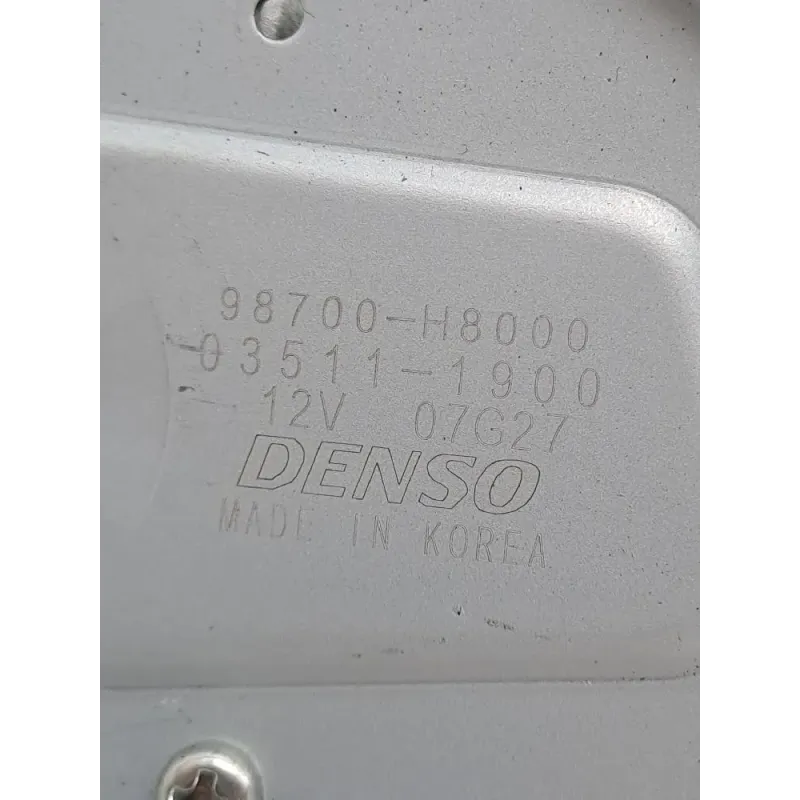 98700-H8000
03511-1900
12V 07G27
DENSO
MADE IN KOREA